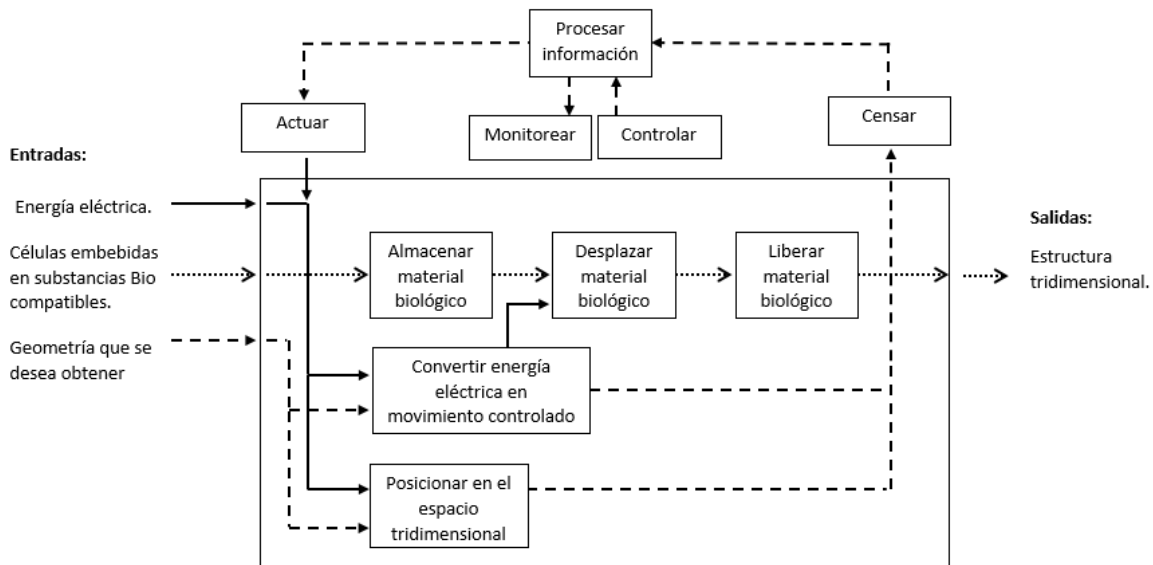 Procesar
información
Actuar
Monitorear
Controlar
Censar
Entradas:
Energía eléctrica.
Células embebidas
en substancias Bio
compatibles.
Geometría que se
desea obtener
Almacenar
material
biológico
Desplazar
material
biológico
Liberar
material
biológico
Convertir energía
eléctrica en
movimiento controlado
Posicionar en el
espacio
tridimensional
Salidas:
Estructura
tridimensional.